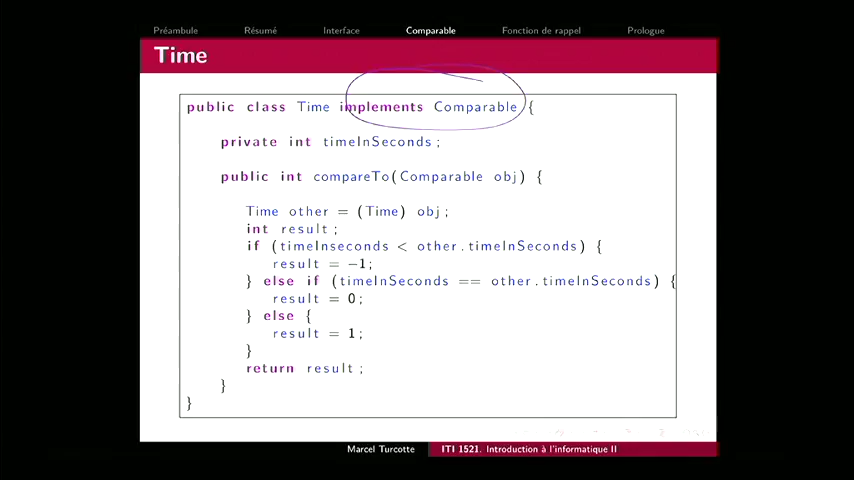 Préambule Résumé Interface Comparable Fonction de rappel Prologue
Time
public class Time implements Comparable {
private int timeInSeconds;
public int compareTo(Comparable obj) {
Time other = (Time) obj;
int result;
if (timeInseconds < other.timeInSeconds) {
result = -1;
} else if (timeInSeconds == other.timeInSeconds) {
result = 0;
} else {
result = 1;
}
return result;
}
}
Marcel Turcotte ITI 1521. Introduction à l'informatique II